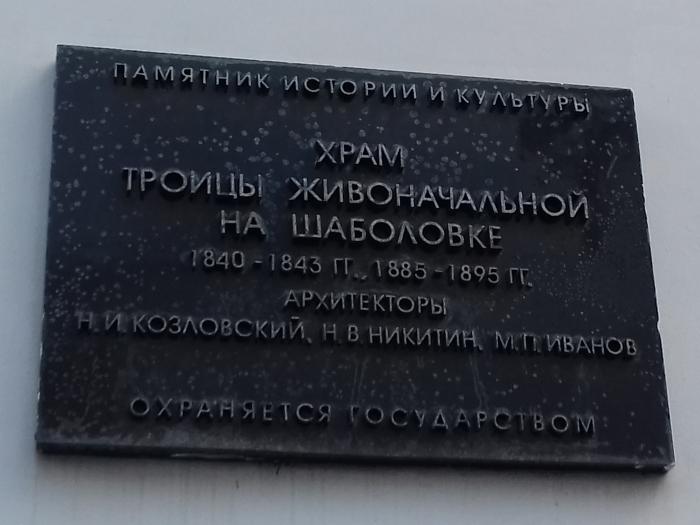 ПАМЯТНИК ИСТОРИИ И КУЛЬТУРЫ
ХРАМ
ТРОИЦЫ ЖИВОНАЧАЛЬНОЙ
НА ШАБОЛОВКЕ
1840-1843 ГГ., 1885-1895 ГГ.
АРХИТЕКТОРЫ
Н.И.КОЗЛОВСКИЙ, Н.В.НИКИТИН, М.П.ИВАНОВ
ОХРАНЯЕТСЯ ГОСУДАРСТВОМ